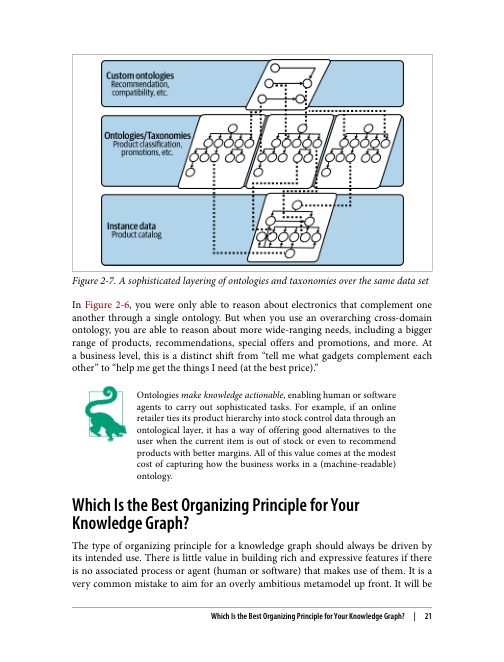 Custom ontologies
Recommendation,
compatibility, etc.
Ontologies/Taxonomies
Product classification,
promotions, etc.
Instance data
Product catalog
Figure 2-7. A sophisticated layering of ontologies and taxonomies over the same data set
In Figure 2-6, you were only able to reason about electronics that complement one
another through a single ontology. But when you use an overarching cross-domain
ontology, you are able to reason about more wide-ranging needs, including a bigger
range of products, recommendations, special offers and promotions, and more. At
a business level, this is a distinct shift from “tell me what gadgets complement each
other” to “help me get the things I need (at the best price).”
Ontologies make knowledge actionable, enabling human or software
agents to carry out sophisticated tasks. For example, if an online
retailer ties its product hierarchy into stock control data through an
ontological layer, it has a way of offering good alternatives to the
user when the current item is out of stock or even to recommend
products with better margins. All of this value comes at the modest
cost of capturing how the business works in a (machine-readable)
ontology.
Which Is the Best Organizing Principle for Your
Knowledge Graph?
The type of organizing principle for a knowledge graph should always be driven by
its intended use. There is little value in building rich and expressive features if there
is no associated process or agent (human or software) that makes use of them. It is a
very common mistake to aim for an overly ambitious metamodel up front. It will be
Which Is the Best Organizing Principle for Your Knowledge Graph? | 21